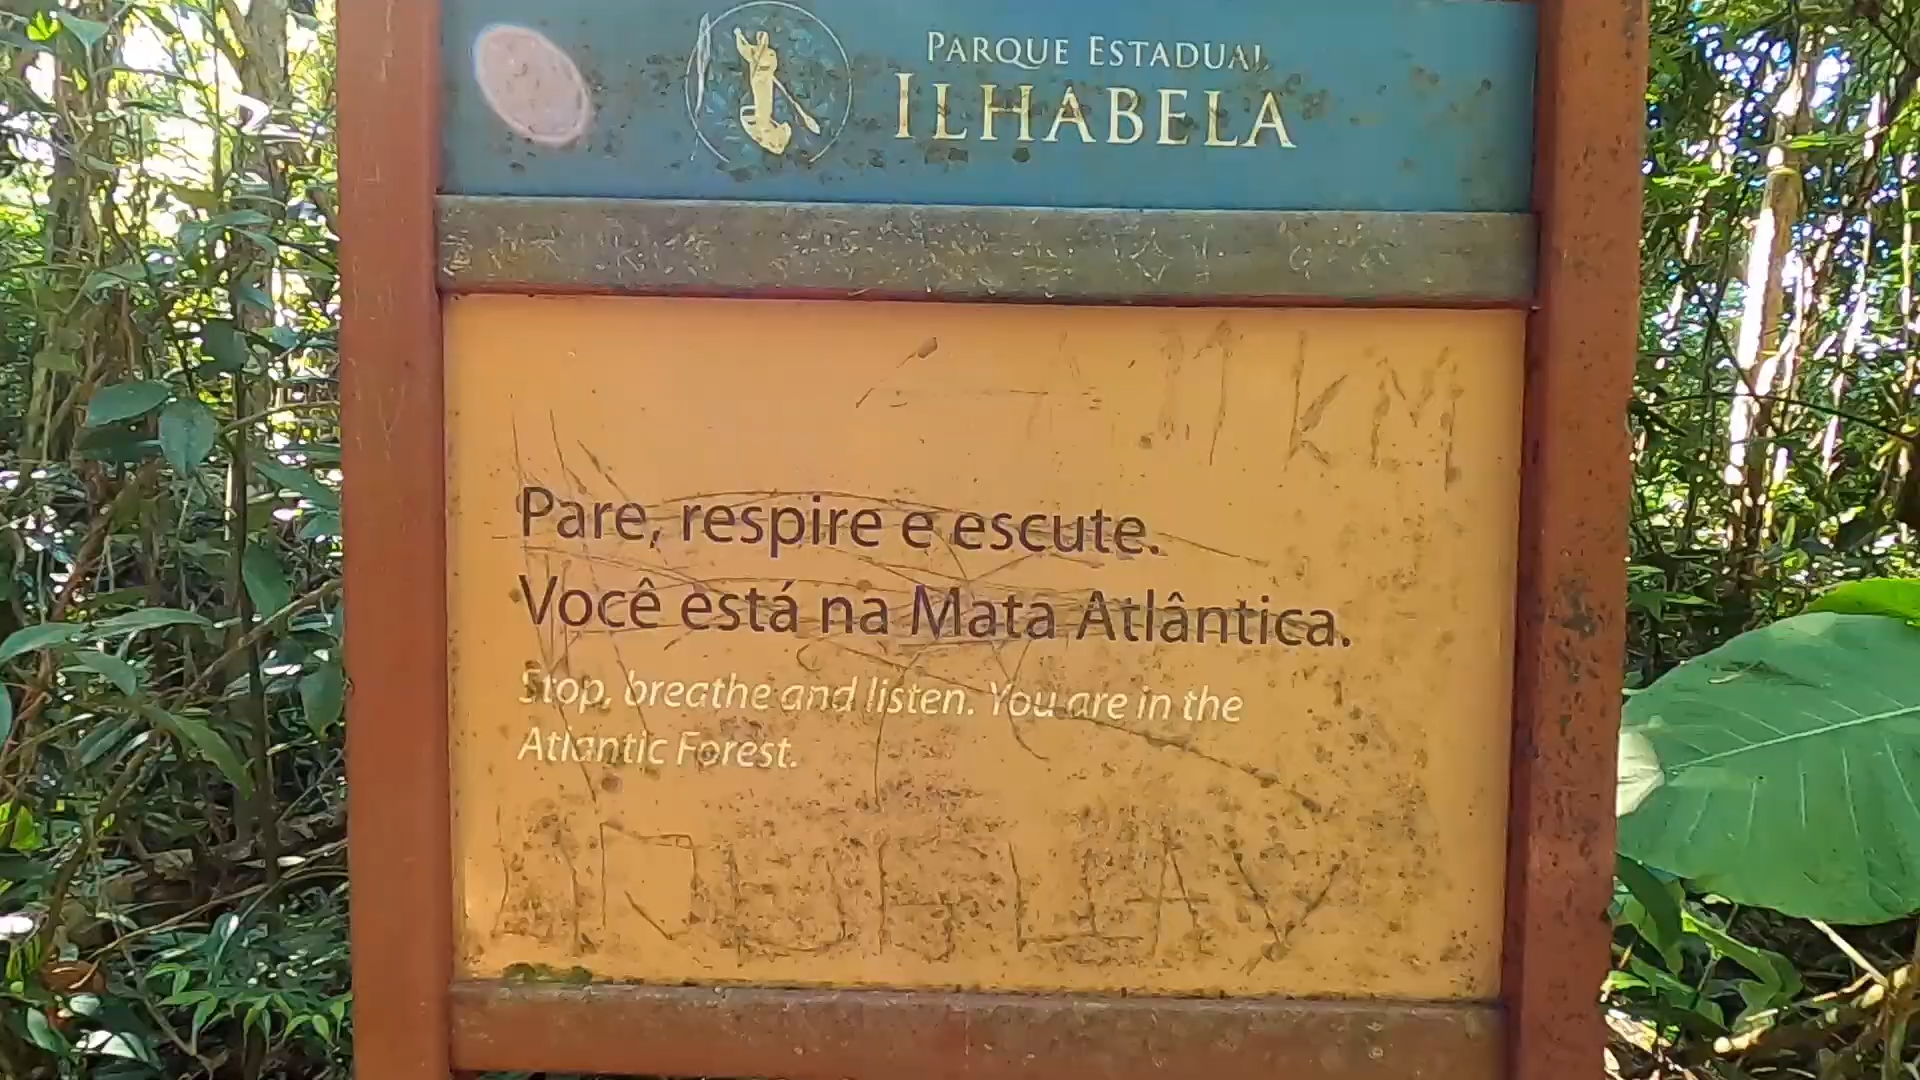 PARQUE ESTADUAL
ILHABELA
KM
Pare, respire e escute.
Você está na Mata Atlântica.
Stop, breathe and listen. You are in the
Atlantic Forest.